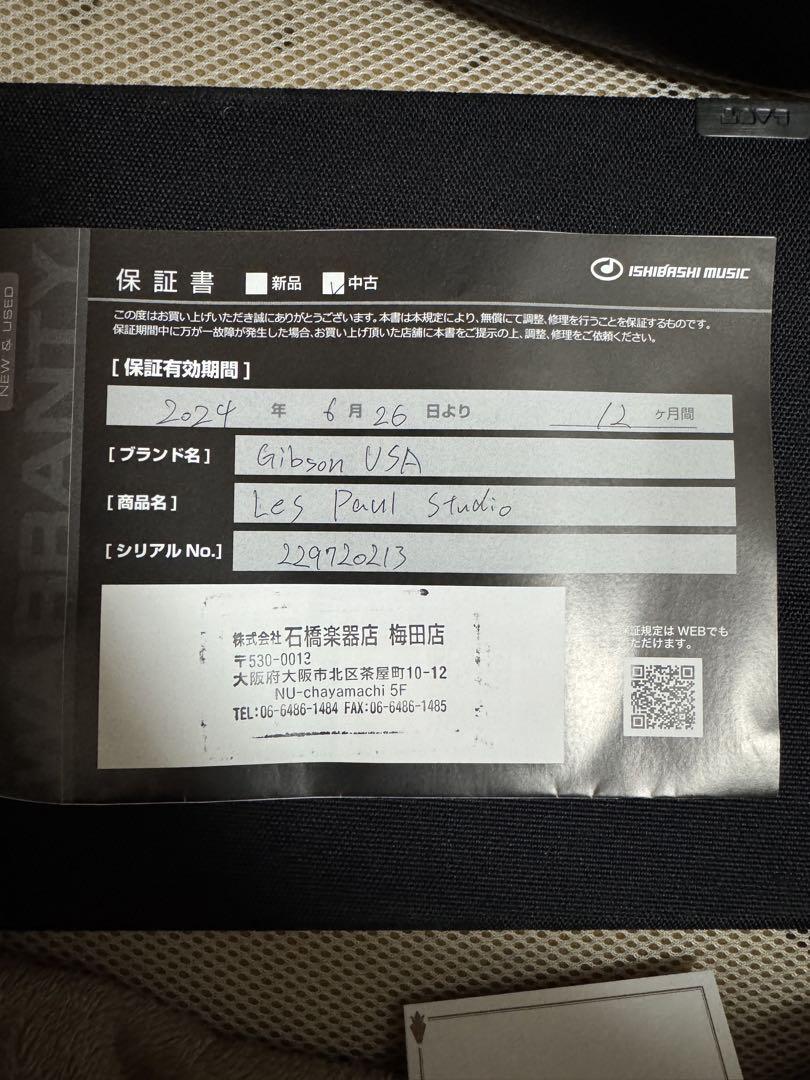 WARRANTY
NEW & USED
保証書 新品 中古
ISHIBASHI MUSIC
この度はお買い上げいただき誠にありがとうございます。本書は本規定により、無償にて調整、修理を行うことを保証するものです。
保証期間中に万が一故障が発生した場合、お買い上げ頂いた店舗に本書をご提示の上、調整、修理をご依頼ください。
[ 保証有効期間 ]
2024 年 6 月 26 日より 12 ヶ月間
[ ブランド名 ] Gibson USA
[ 商品名 ] Les Paul Studio
[ シリアル No.] 229720213
株式会社 石橋楽器店 梅田店
〒530-0013
大阪府大阪市北区茶屋町10-12
NU-chayamachi 5F
TEL:06-6486-1484 FAX:06-6486-1485
証規定は WEBでも
ただけます。